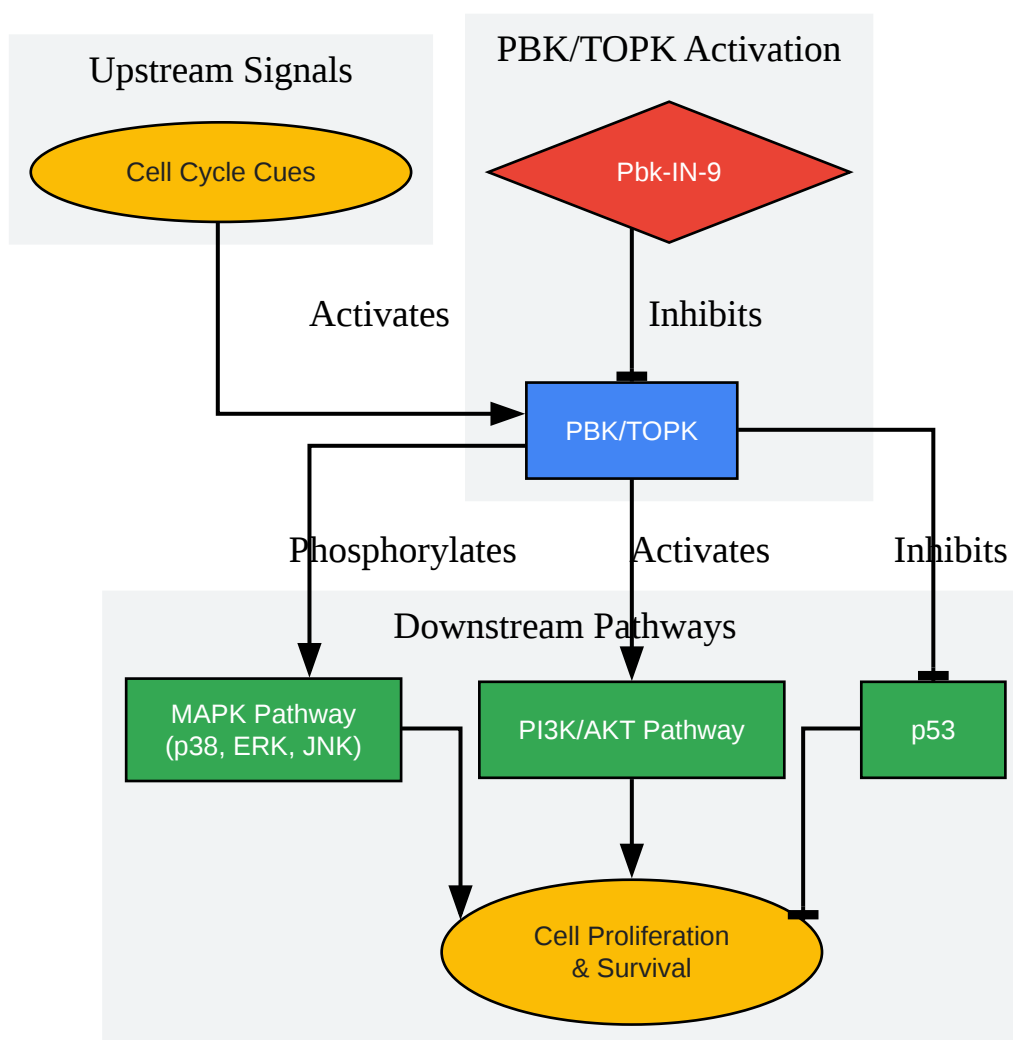 Upstream Signals
PBK/TOPK Activation
Cell Cycle Cues
Pbk-IN-9
Activates
Inhibits
PBK/TOPK
Phosphorylates
Activates
Inhibits
Downstream Pathways
MAPK Pathway
(p38, ERK, JNK)
PI3K/AKT Pathway
p53
Cell Proliferation
& Survival